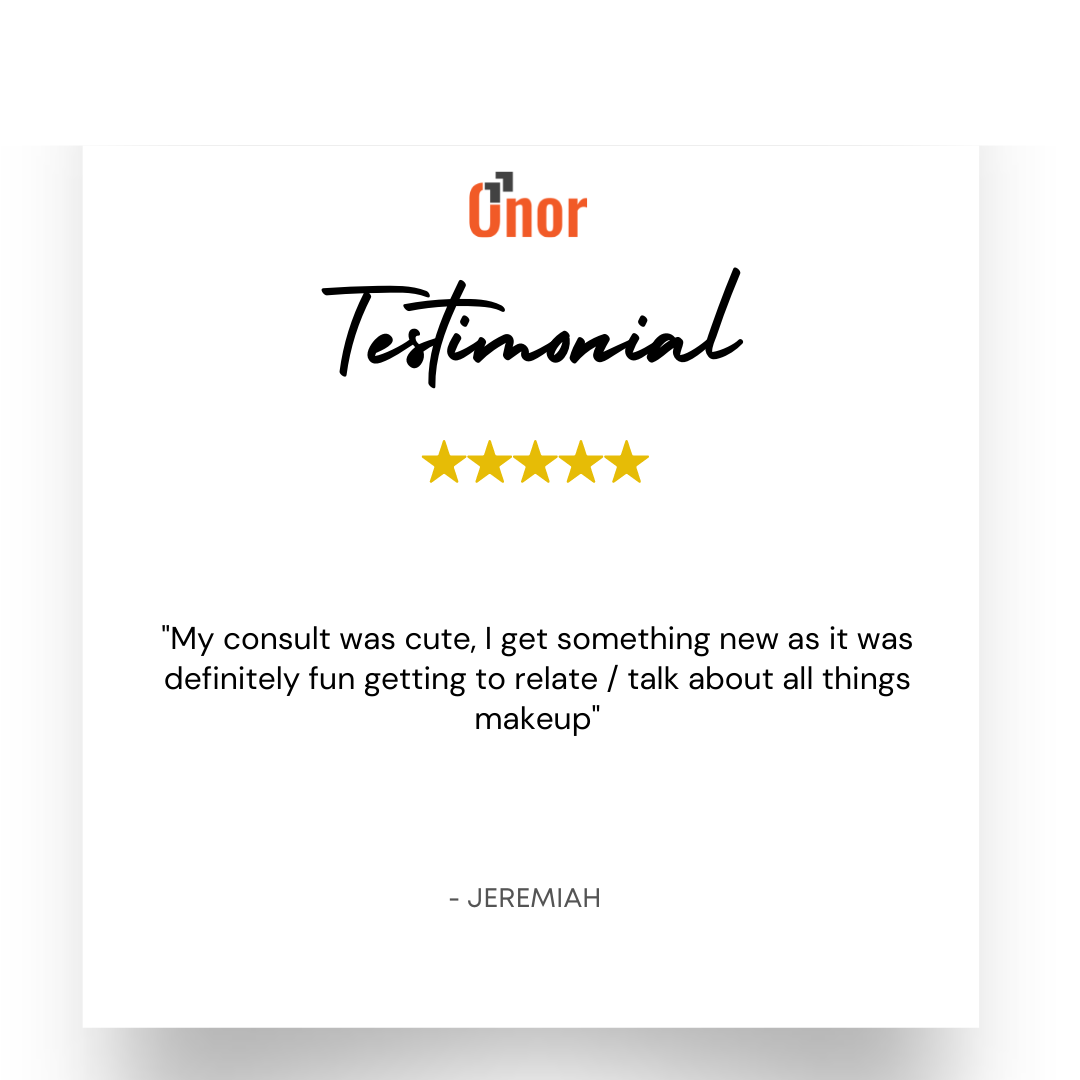 Onor
Testimonial
"My consult was cute, I get something new as it was
definitely fun getting to relate / talk about all things
makeup"
- JEREMIAH